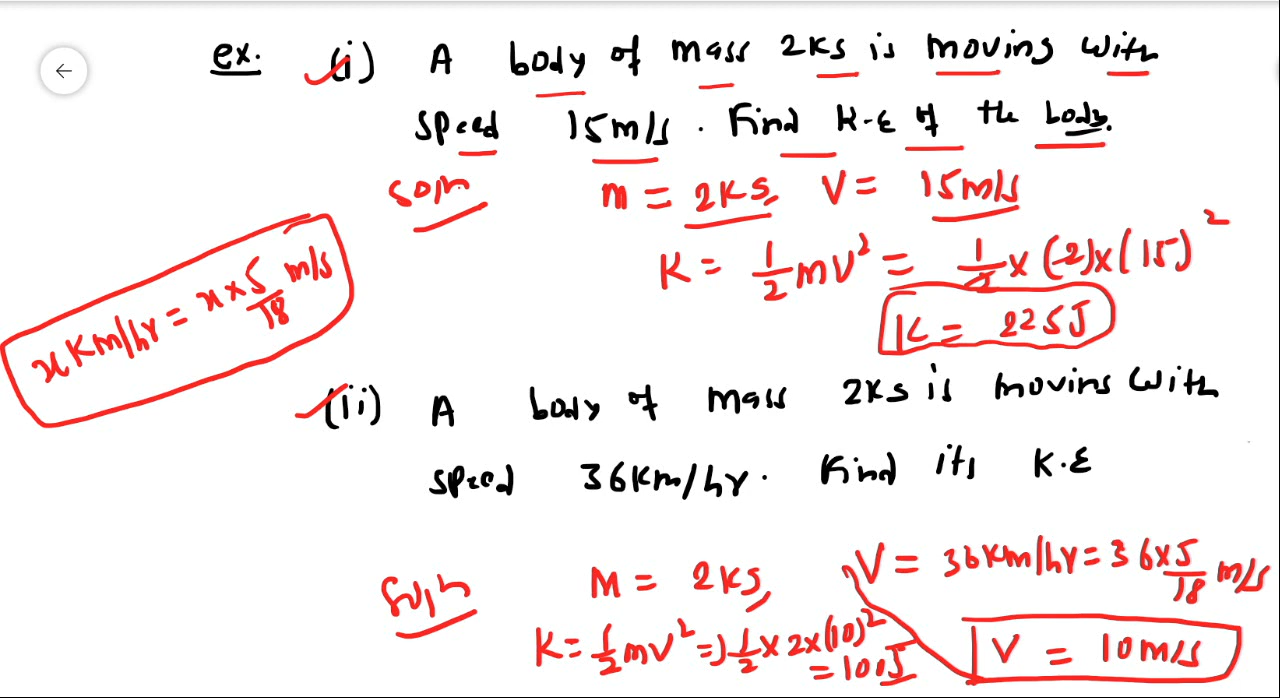 ex. (i) A body of mass 2kg is moving with
speed 15m/s. Find K-E of the body.
soln m = 2kg, V = 15m/s
K = 1/2 mv² = 1/2 x (2)x(15)²
K = 225J
x Km/hr = x x 5/18 m/s
(ii) A body of mass 2kg is moving with
speed 36km/hr. Find its K.E
Soln M = 2kg, V = 36km/hr = 36x5/18 m/s
K = 1/2 mv² => 1/2 x 2x(10)²
= 100J
V = 10m/s